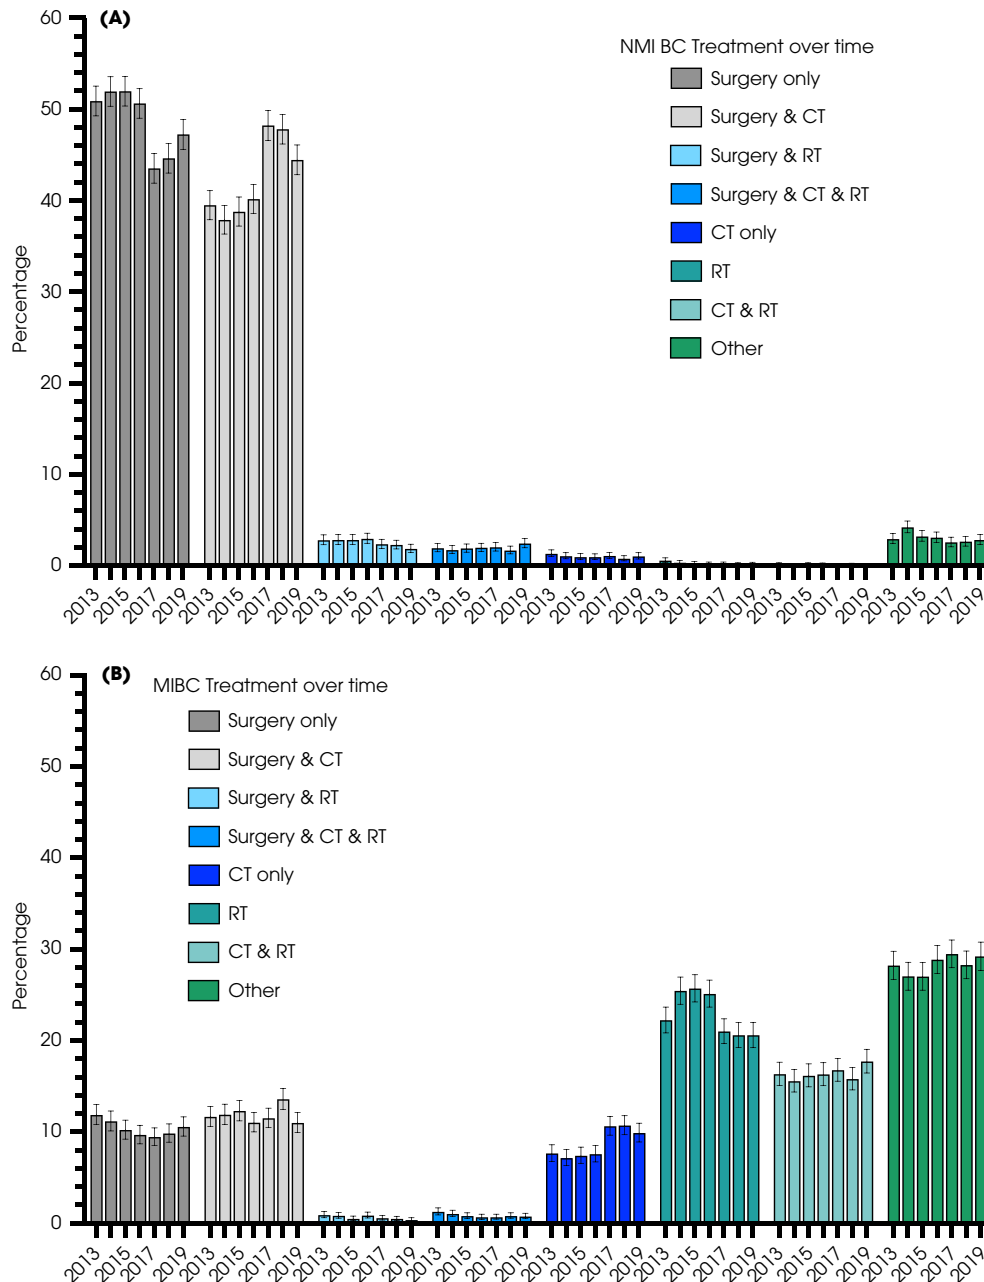 (A)
NMI BC Treatment over time
Surgery only
Surgery & CT
Surgery & RT
Surgery & CT & RT
CT only
RT
CT & RT
Other
Percentage
60
50
40
30
20
10
0
2013 2015 2017 2019 2013 2015 2017 2019 2013 2015 2017 2019 2013 2015 2017 2019 2013 2015 2017 2019 2013 2015 2017 2019 2013 2015 2017 2019 2013 2015 2017 2019
(B)
MIBC Treatment over time
Surgery only
Surgery & CT
Surgery & RT
Surgery & CT & RT
CT only
RT
CT & RT
Other
Percentage
60
50
40
30
20
10
0
2013 2015 2017 2019 2013 2015 2017 2019 2013 2015 2017 2019 2013 2015 2017 2019 2013 2015 2017 2019 2013 2015 2017 2019 2013 2015 2017 2019 2013 2015 2017 2019